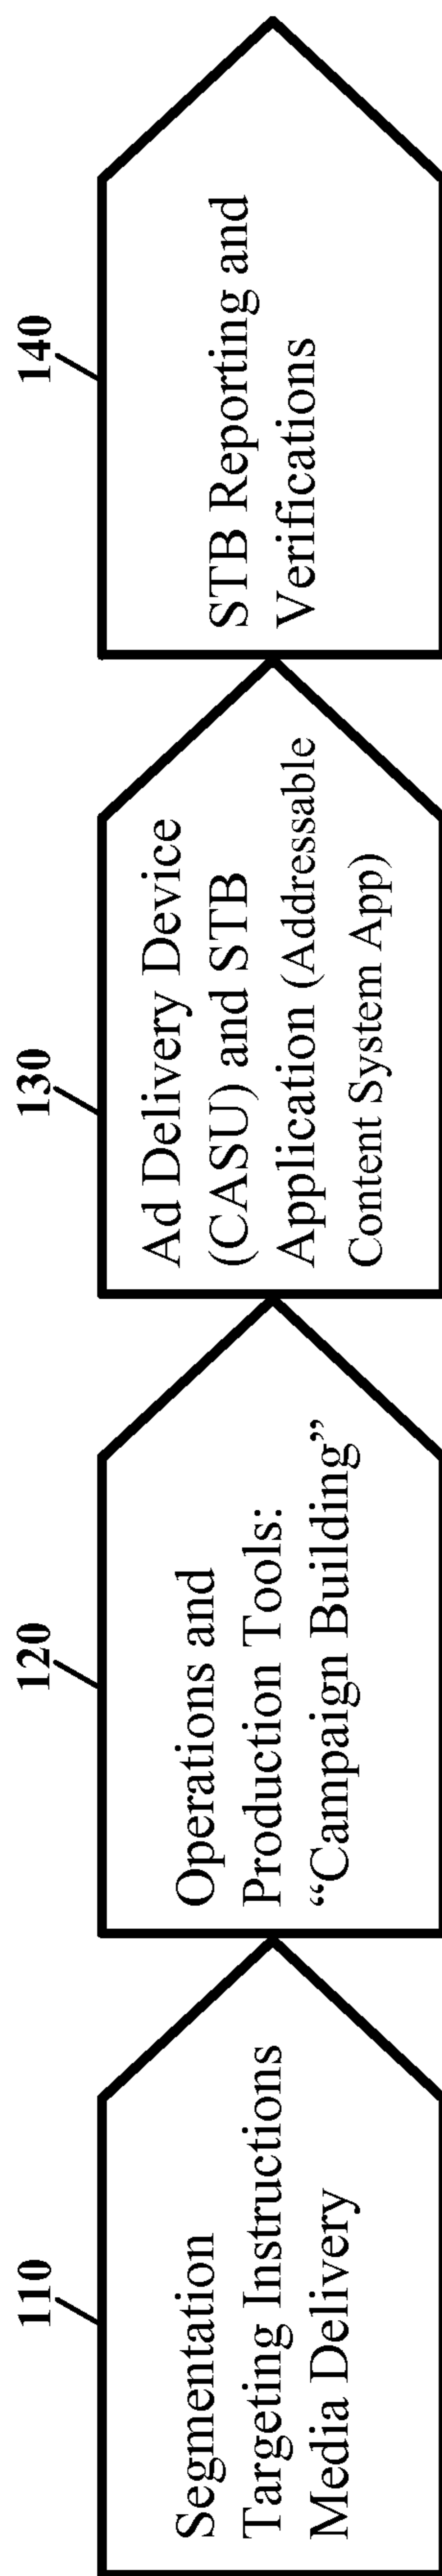 110
Segmentation
Targeting Instructions
Media Delivery
120
Operations and
Production Tools:
“Campaign Building”
130
Ad Delivery Device
(CASU) and STB
Application (Addressable
Content System App)
140
STB Reporting and
Verifications